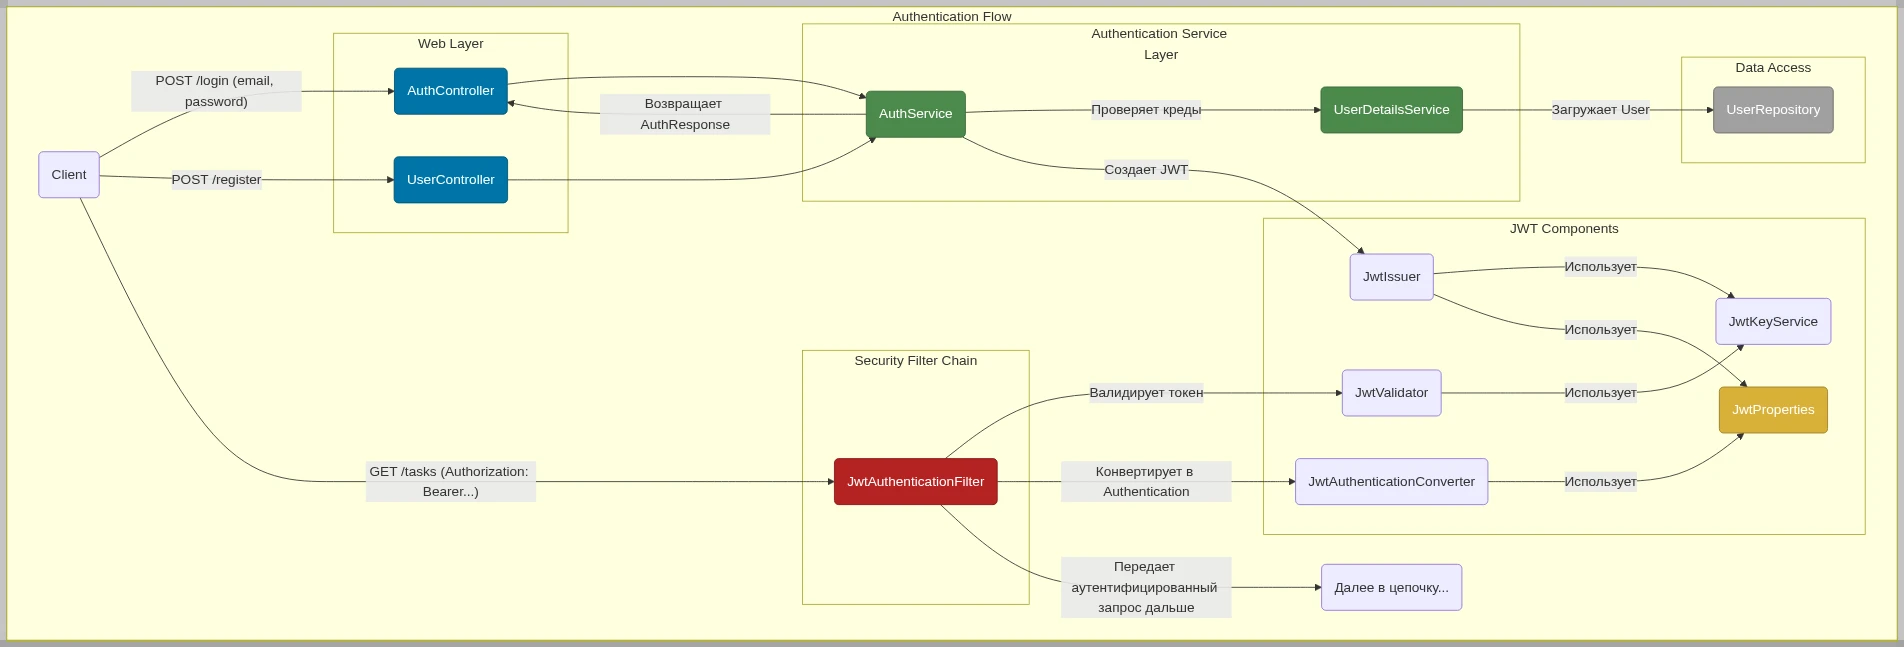 Authentication Flow
Web Layer
POST /login (email,
password)
AuthController
Client
POST /register
UserController
Возвращает
AuthResponse
Authentication Service
Layer
AuthService
Проверяет креды
UserDetailsService
Создает JWT
Загружает User
Data Access
UserRepository
JWT Components
JwtIssuer
Использует
Использует
JwtKeyService
JwtValidator
Использует
JwtProperties
JwtAuthenticationConverter
Использует
Security Filter Chain
GET /tasks (Authorization:
Bearer...)
JwtAuthenticationFilter
Валидирует токен
Конвертирует в
Authentication
Передает
аутентифицированный
запрос дальше
Далее в цепочку...